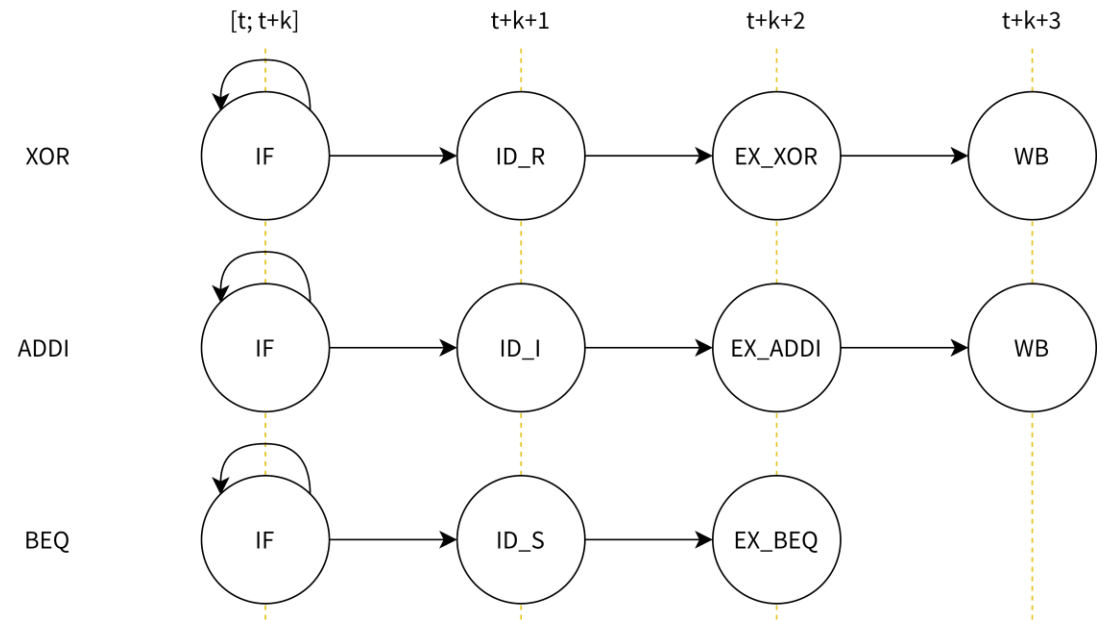 [t; t+k] t+k+1 t+k+2 t+k+3
XOR IF ID_R EX_XOR WB
ADDI IF ID_I EX_ADDI WB
BEQ IF ID_S EX_BEQ